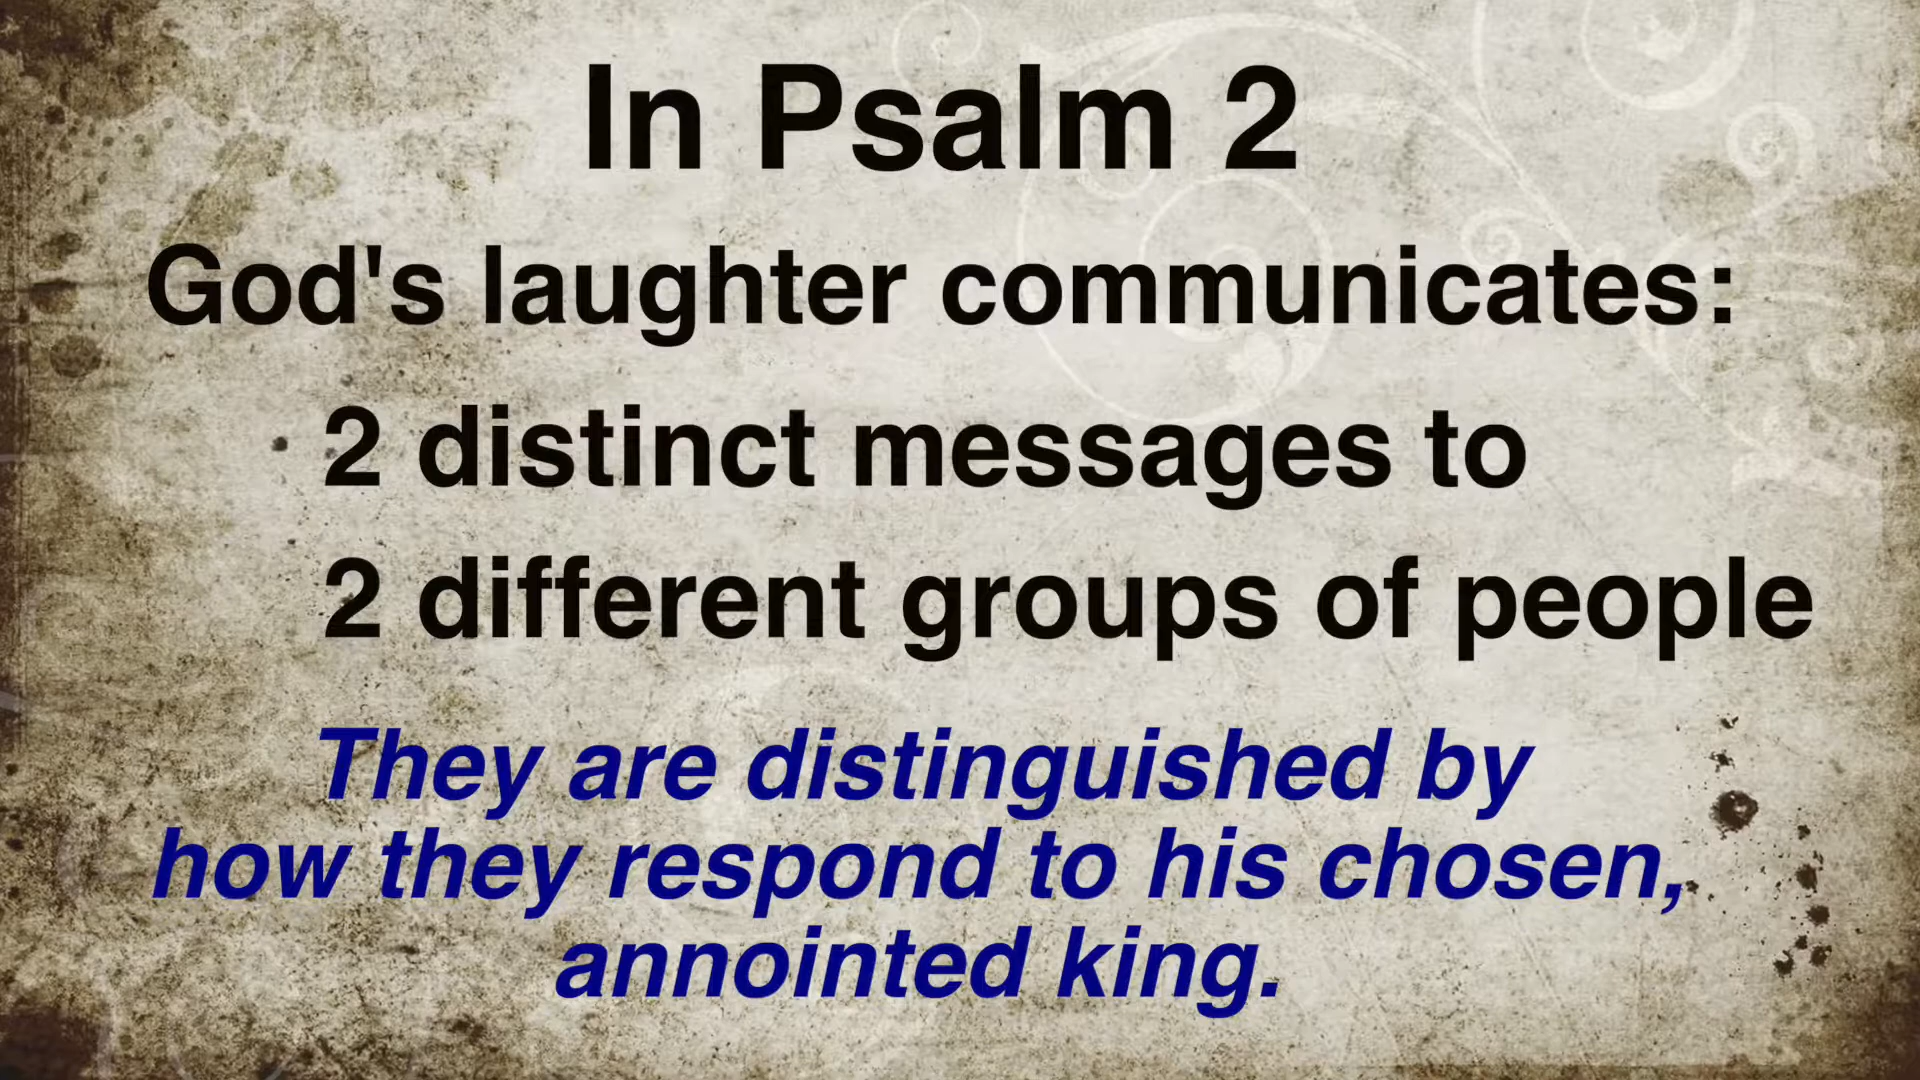 In Psalm 2
God's laughter communicates:
2 distinct messages to
2 different groups of people
They are distinguished by
how they respond to his chosen,
annointed king.